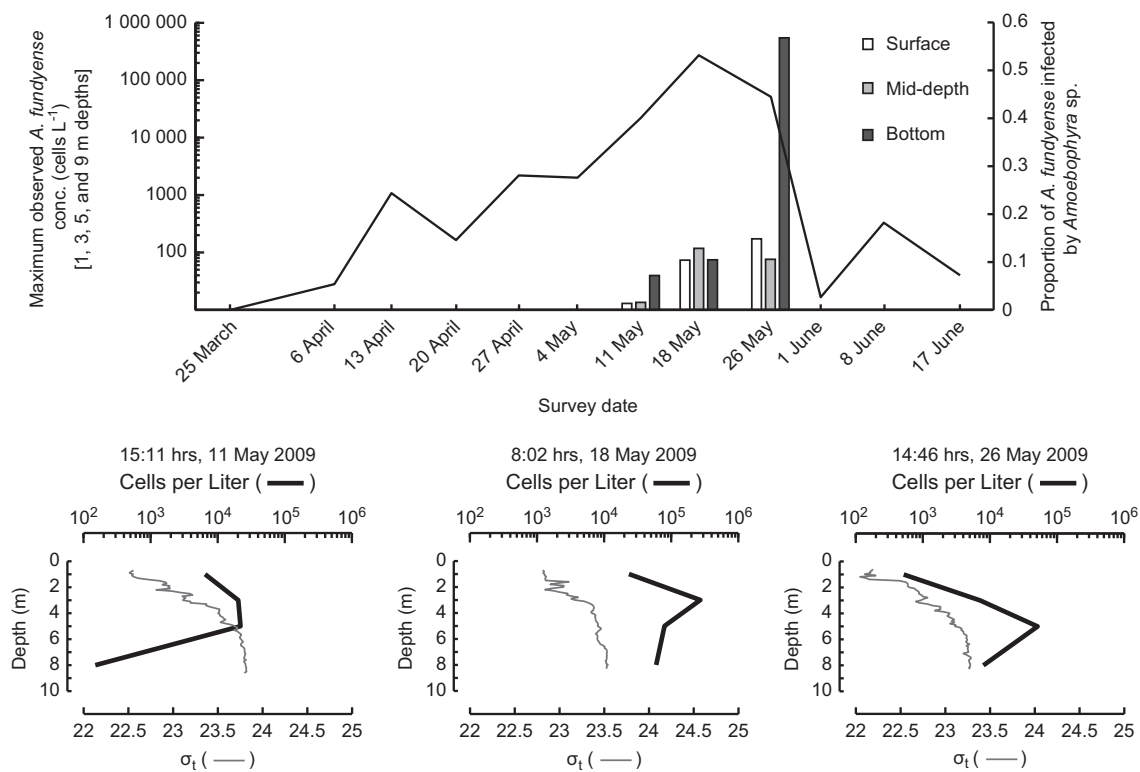 Maximum observed A. fundyense
conc. (cells L⁻¹)
[1, 3, 5, and 9 m depths]
1 000 000
100 000
10 000
1000
100
Surface
Mid-depth
Bottom
0.6
0.5
0.4
0.3
0.2
0.1
0
Proportion of A. fundyense infected
by Amoebophyra sp.
25 March
6 April
13 April
20 April
27 April
4 May
11 May
18 May
26 May
1 June
8 June
17 June
Survey date
15:11 hrs, 11 May 2009
Cells per Liter ( )
10² 10³ 10⁴ 10⁵ 10⁶
Depth (m)
0
2
4
6
8
10
22 22.5 23 23.5 24 24.5 25
σt ( )
8:02 hrs, 18 May 2009
Cells per Liter ( )
10² 10³ 10⁴ 10⁵ 10⁶
Depth (m)
0
2
4
6
8
10
22 22.5 23 23.5 24 24.5 25
σt ( )
14:46 hrs, 26 May 2009
Cells per Liter ( )
10² 10³ 10⁴ 10⁵ 10⁶
Depth (m)
0
2
4
6
8
10
22 22.5 23 23.5 24 24.5 25
σt ( )